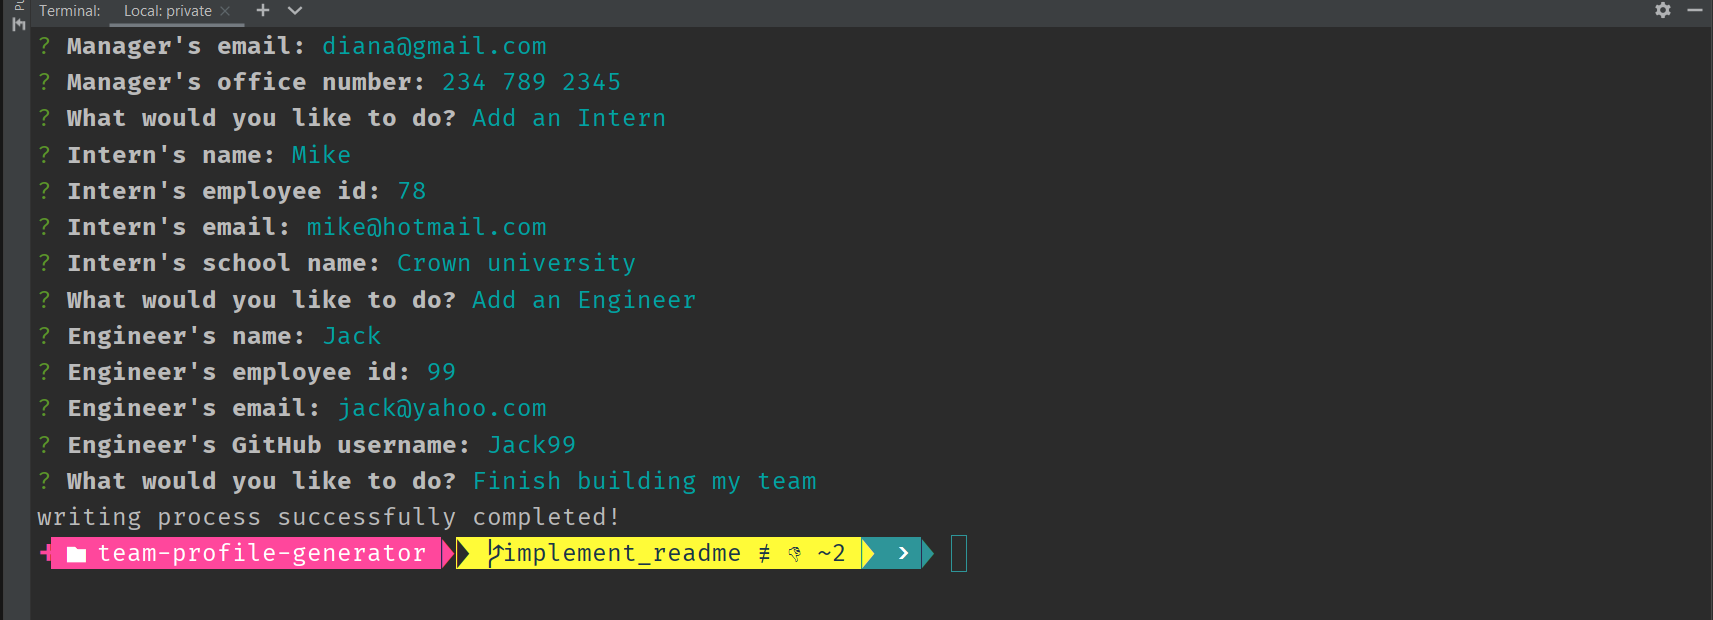 Terminal: Local: private
? Manager's email: diana@gmail.com
? Manager's office number: 234 789 2345
? What would you like to do? Add an Intern
? Intern's name: Mike
? Intern's employee id: 78
? Intern's email: mike@hotmail.com
? Intern's school name: Crown university
? What would you like to do? Add an Engineer
? Engineer's name: Jack
? Engineer's employee id: 99
? Engineer's email: jack@yahoo.com
? Engineer's GitHub username: Jack99
? What would you like to do? Finish building my team
writing process successfully completed!
team-profile-generator implement_readme ≢ ~2 ❯